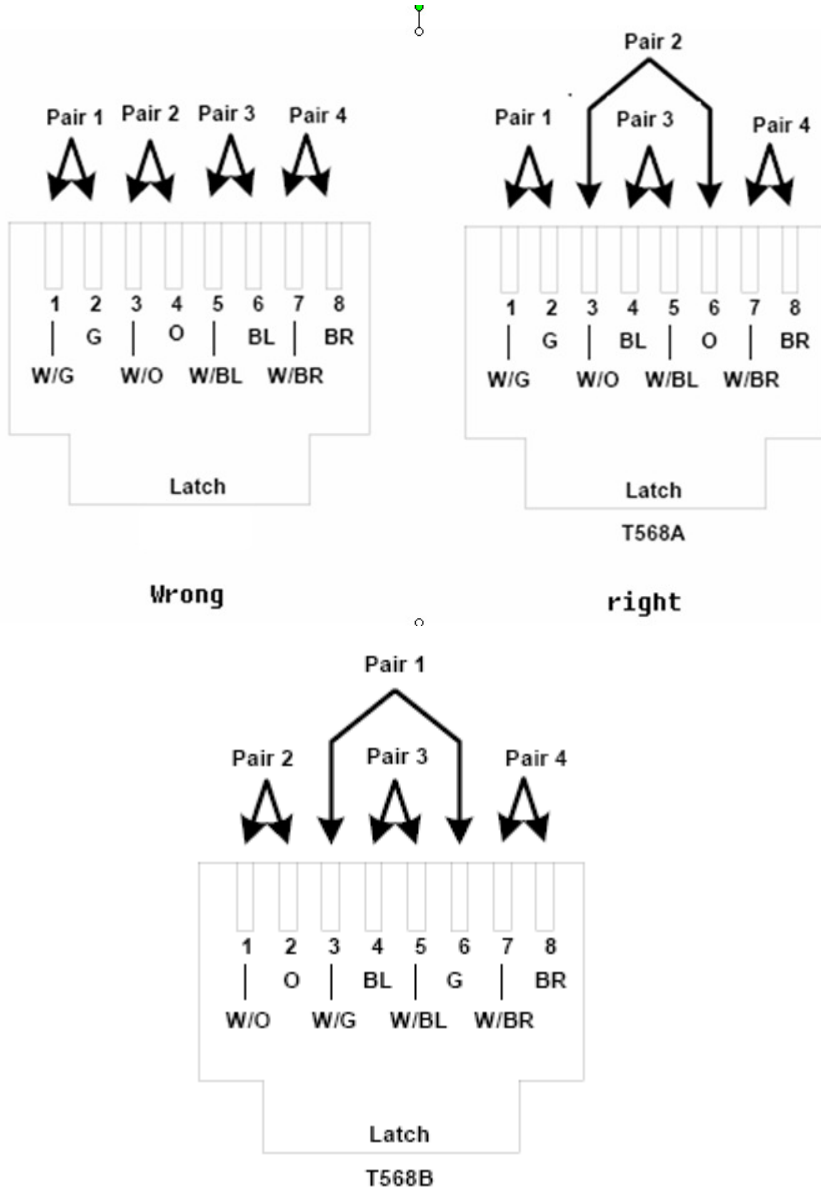 Pair 1 Pair 2 Pair 3 Pair 4
1 2 3 4 5 6 7 8
G O BL BR
W/G W/O W/BL W/BR
Latch
Wrong
Pair 2
Pair 1 Pair 3 Pair 4
1 2 3 4 5 6 7 8
G BL O BR
W/G W/O W/BL W/BR
Latch
T568A
right
Pair 1
Pair 2 Pair 3 Pair 4
1 2 3 4 5 6 7 8
O BL G BR
W/O W/G W/BL W/BR
Latch
T568B